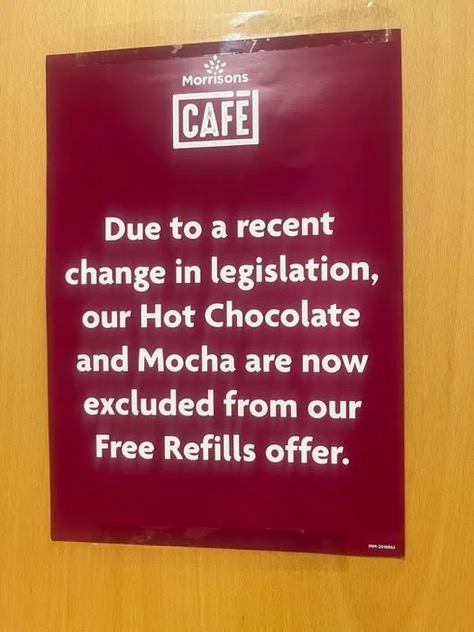 Morrisons
CAFÉ
Due to a recent
change in legislation,
our Hot Chocolate
and Mocha are now
excluded from our
Free Refills offer.